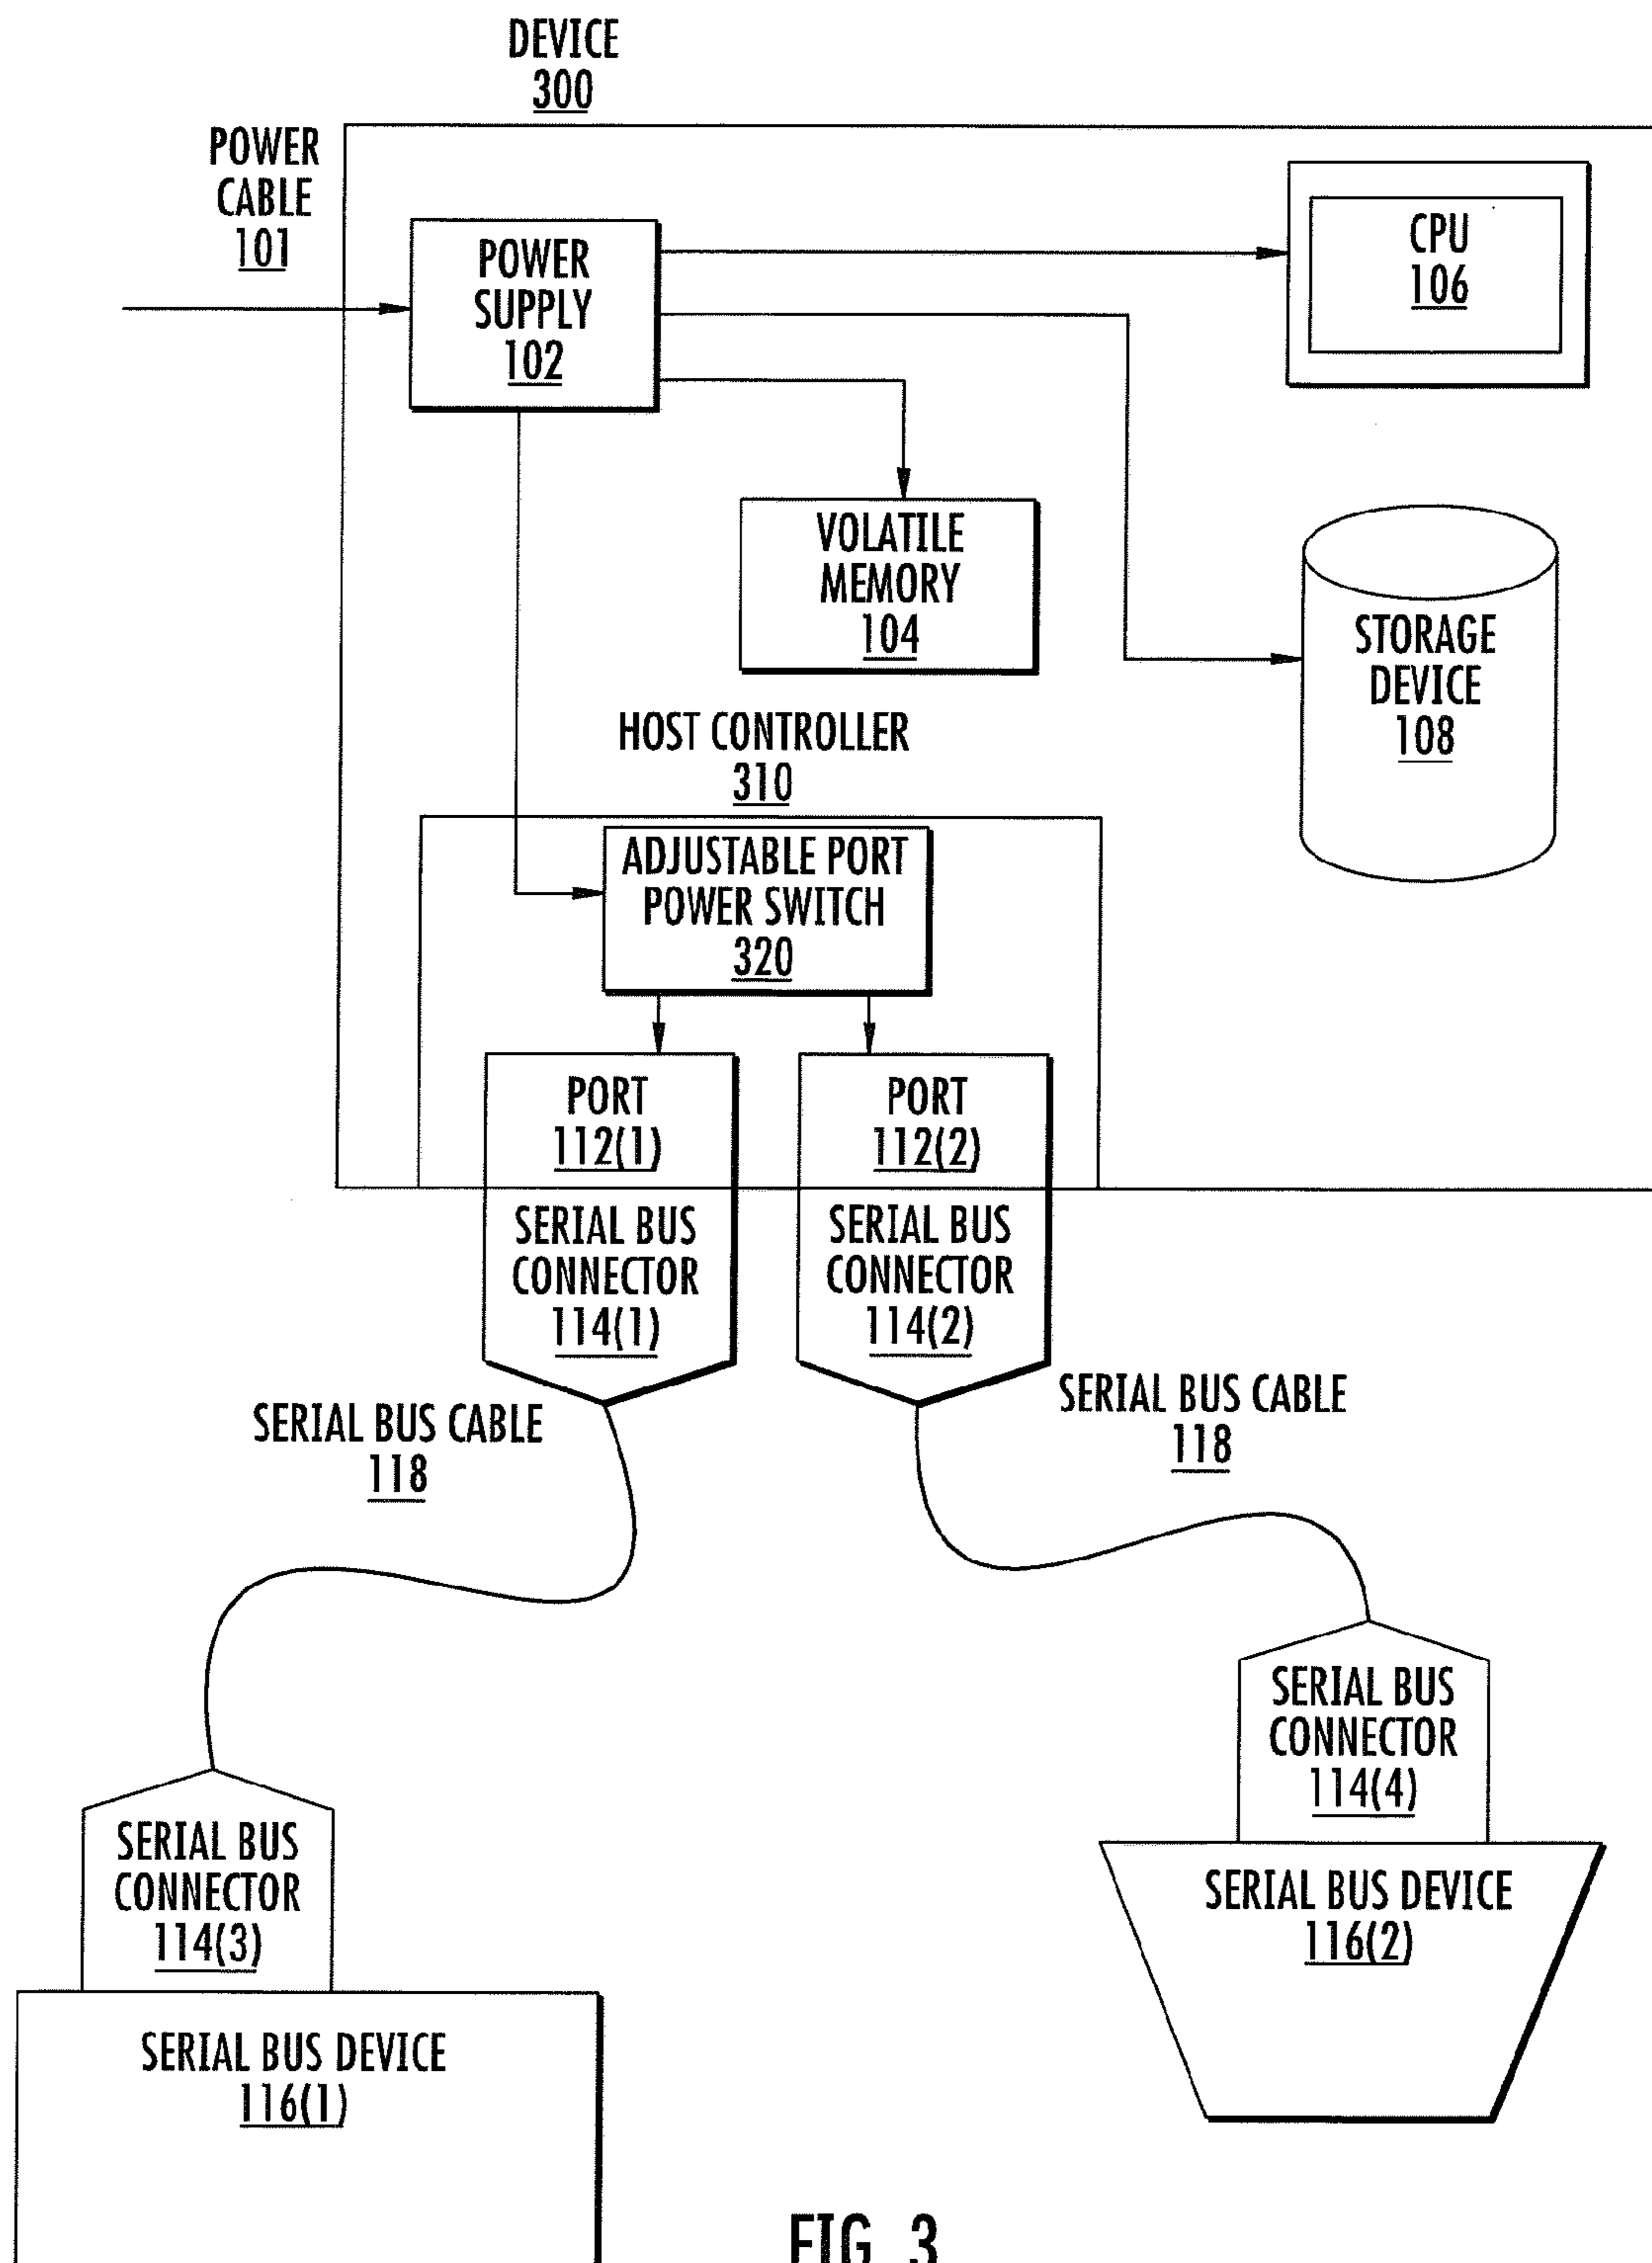 DEVICE
300
POWER
CABLE
101
POWER
SUPPLY
102
CPU
106
VOLATILE
MEMORY
104
STORAGE
DEVICE
108
HOST CONTROLLER
310
ADJUSTABLE PORT
POWER SWITCH
320
PORT
112(1)
PORT
112(2)
SERIAL BUS
CONNECTOR
114(1)
SERIAL BUS
CONNECTOR
114(2)
SERIAL BUS CABLE
118
SERIAL BUS CABLE
118
SERIAL BUS
CONNECTOR
114(4)
SERIAL BUS
CONNECTOR
114(3)
SERIAL BUS DEVICE
116(2)
SERIAL BUS DEVICE
116(1)
FIG. 3